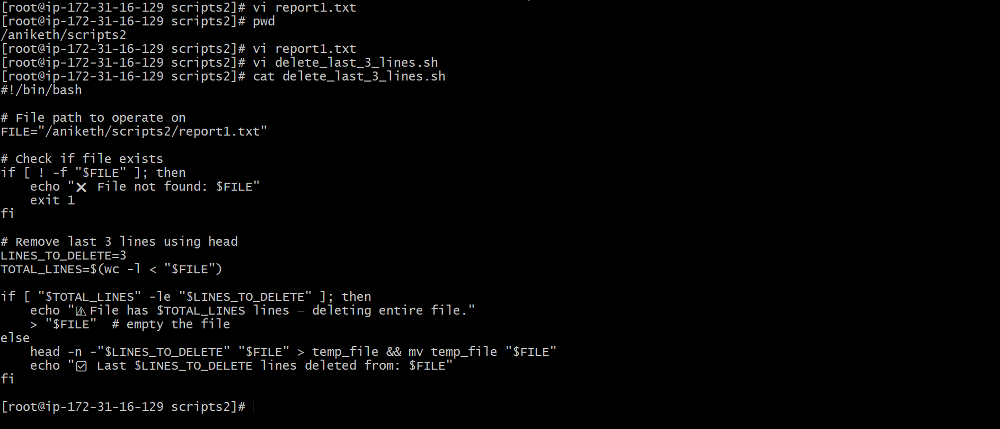 [root@ip-172-31-16-129 scripts2]# vi report1.txt
[root@ip-172-31-16-129 scripts2]# pwd
/aniketh/scripts2
[root@ip-172-31-16-129 scripts2]# vi report1.txt
[root@ip-172-31-16-129 scripts2]# vi delete_last_3_lines.sh
[root@ip-172-31-16-129 scripts2]# cat delete_last_3_lines.sh
#!/bin/bash

# File path to operate on
FILE="/aniketh/scripts2/report1.txt"

# Check if file exists
if [ ! -f "$FILE" ]; then
    echo "❌ File not found: $FILE"
    exit 1
fi

# Remove last 3 lines using head
LINES_TO_DELETE=3
TOTAL_LINES=$(wc -l < "$FILE")

if [ "$TOTAL_LINES" -le "$LINES_TO_DELETE" ]; then
    echo "⚠️ File has $TOTAL_LINES lines — deleting entire file."
    > "$FILE"  # empty the file
else
    head -n -"$LINES_TO_DELETE" "$FILE" > temp_file && mv temp_file "$FILE"
    echo "✅ Last $LINES_TO_DELETE lines deleted from: $FILE"
fi

[root@ip-172-31-16-129 scripts2]#